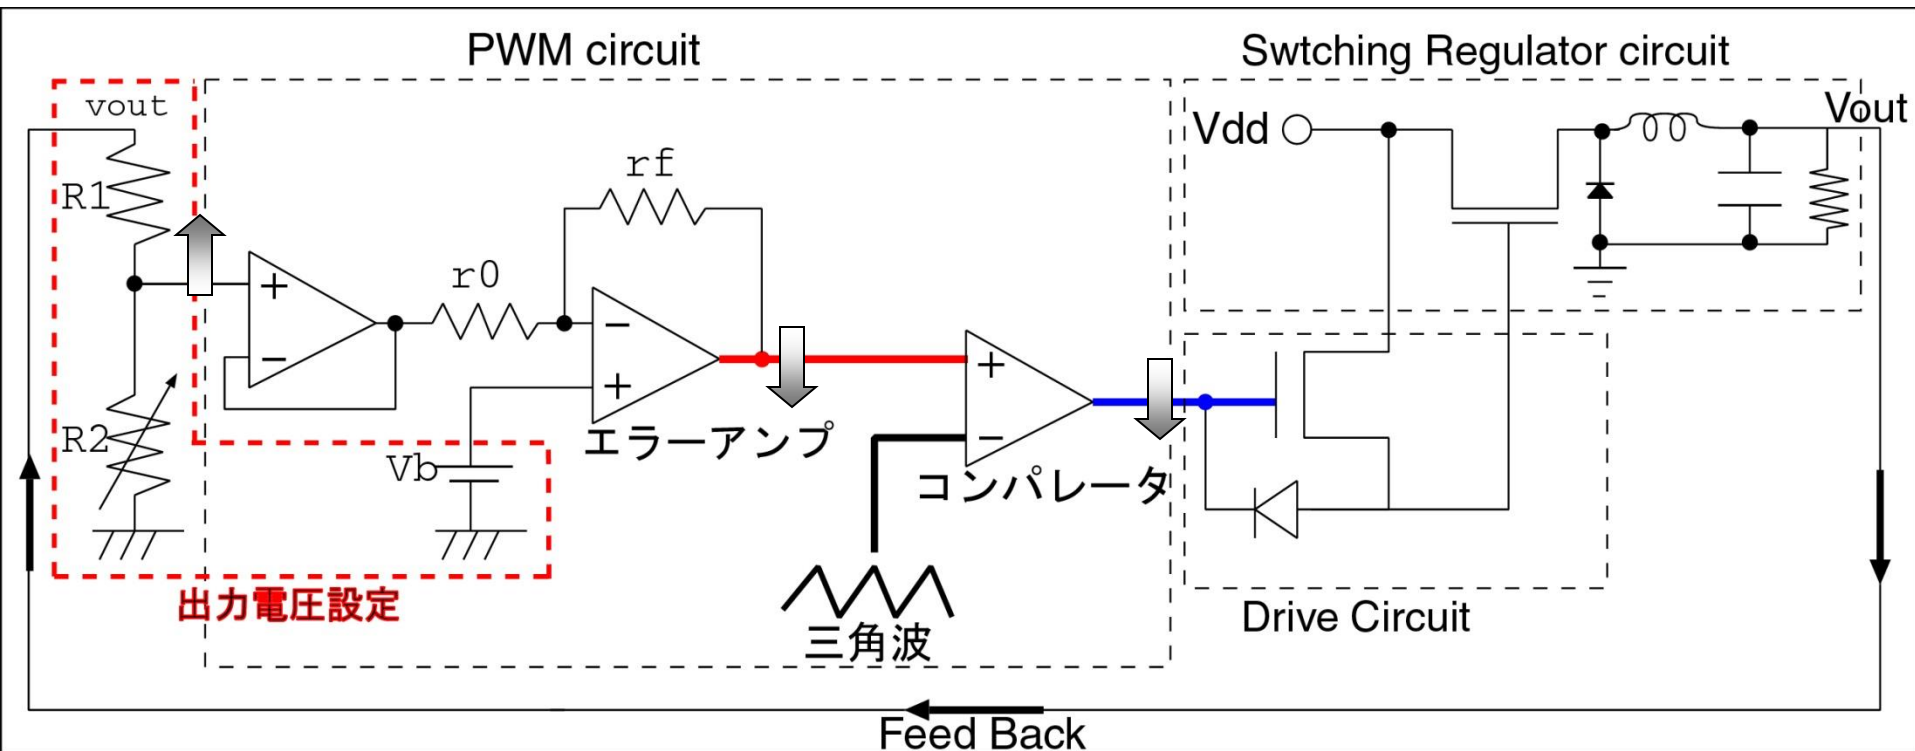 PWM circuit
Swtching Regulator circuit
vout
Vout
Vdd
rf
R1
r0
+
−
−
+
+
−
エラーアンプ
R2
Vb
コンパレータ
出力電圧設定
三角波
Drive Circuit
Feed Back